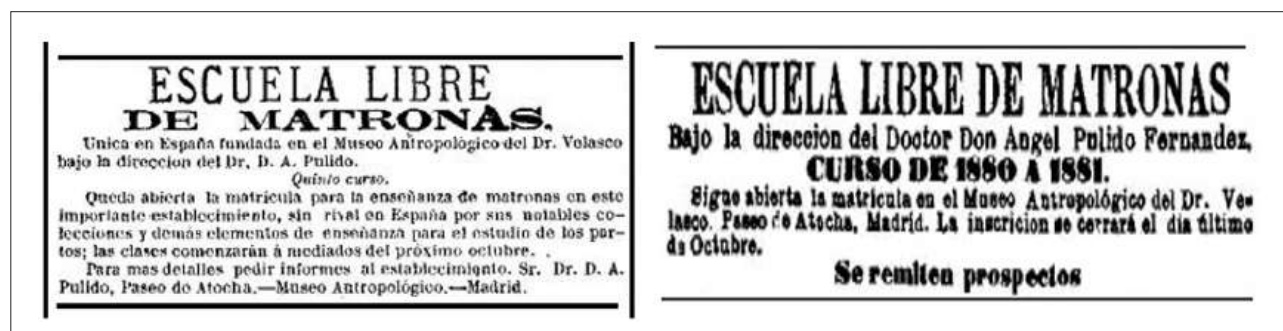 ESCUELA LIBRE
DE MATRONAS.
Unica en España fundada en el Museo Antropológico del Dr. Velasco
bajo la direccion del Dr, D. A. Pulido.
Quinto curso.
Queda abierta la matrícula para la enseñanza de matronas en este
importante establecimiento, sin rival en España por sus notables co-
lecciones y demás elementos de enseñanza para el estudio de los par-
tos; las clases comenzarán á mediados del próximo octubre.
Para mas detalles pedir informes al establecimiento. Sr. Dr. D. A.
Pulido, Paseo de Atocha.—Museo Antropológico.—Madrid.
ESCUELA LIBRE DE MATRONAS
Bajo la direccion del Doctor Don Angel Pulido Fernandez,
CURSO DE 1880 A 1881.
Sigue abierta la matricula en el Museo Antropológico del Dr. Ve-
lasco. Paseo de Atocha, Madrid. La inscricion se cerrará el dia último
de Octubre.
Se remiten prospectos